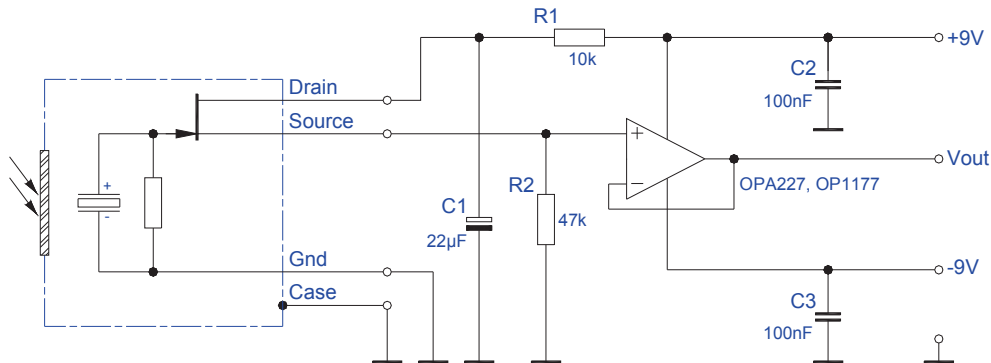 R1
10k
+9V
C2
100nF
Drain
Source
+
-
+
−
Vout
OPA227, OP1177
R2
47k
C1
22µF
Gnd
Case
-9V
C3
100nF